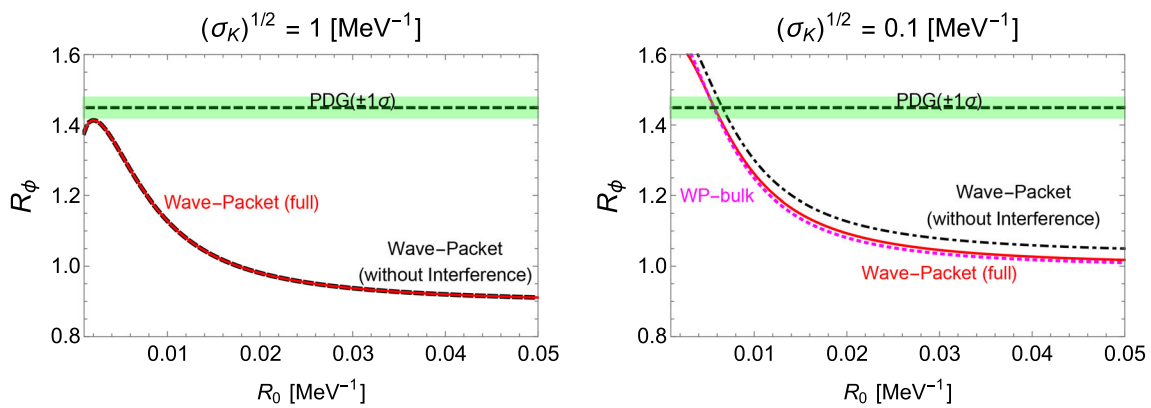 (σ_K)^{1/2} = 1 [MeV⁻¹]
1.6
1.4
1.2
1.0
0.8
R_ϕ
PDG(±1σ)
Wave−Packet (full)
Wave−Packet
(without Interference)
0.01 0.02 0.03 0.04 0.05
R₀ [MeV⁻¹]
(σ_K)^{1/2} = 0.1 [MeV⁻¹]
1.6
1.4
1.2
1.0
0.8
R_ϕ
PDG(±1σ)
WP−bulk
Wave−Packet
(without Interference)
Wave−Packet (full)
0.01 0.02 0.03 0.04 0.05
R₀ [MeV⁻¹]